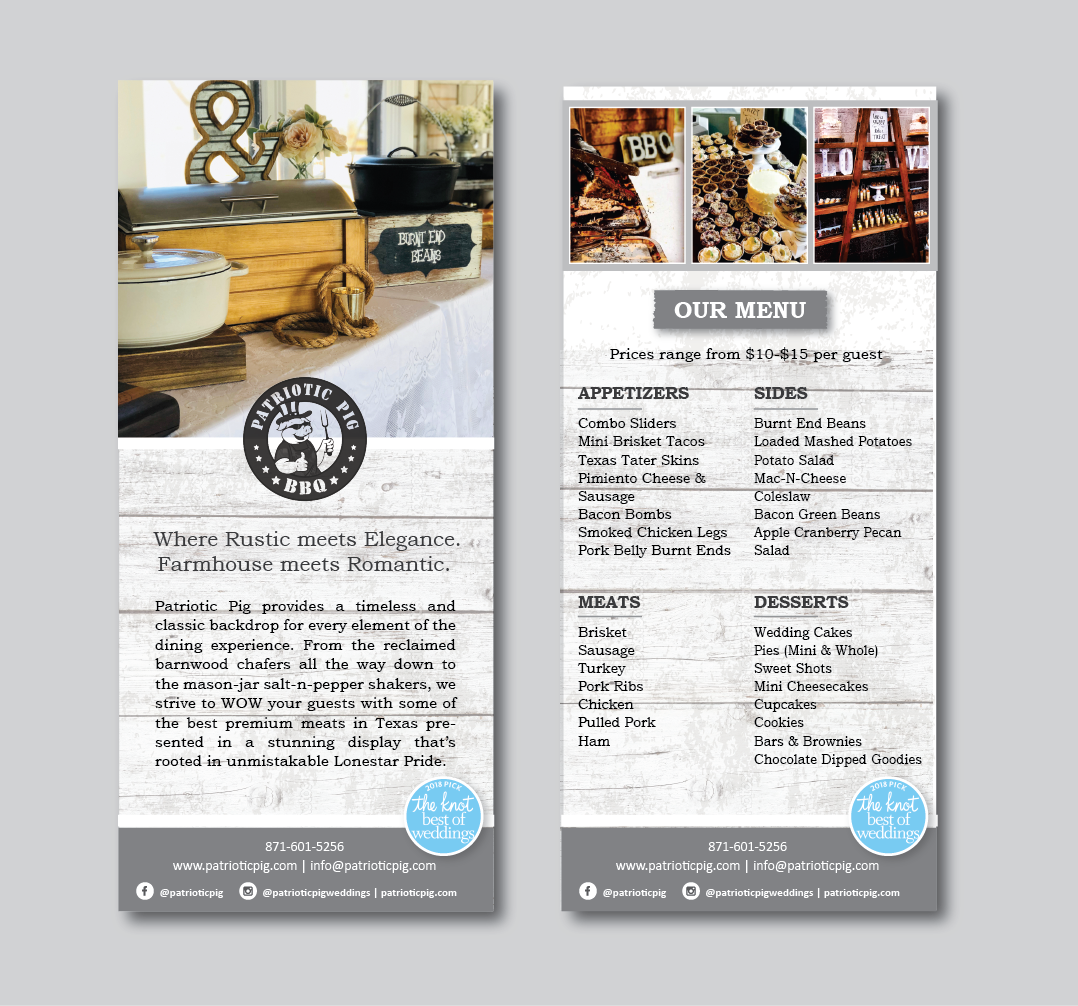 &
BURNT END
BEANS
PATRIOTIC PIG
BBQ
Where Rustic meets Elegance.
Farmhouse meets Romantic.
Patriotic Pig provides a timeless and
classic backdrop for every element of the
dining experience. From the reclaimed
barnwood chafers all the way down to
the mason-jar salt-n-pepper shakers, we
strive to WOW your guests with some of
the best premium meats in Texas pre-
sented in a stunning display that's
rooted in unmistakable Lonestar Pride.
2018 PICK
the knot
best of
weddings
871-601-5256
www.patrioticpig.com | info@patrioticpig.com
@patrioticpig @patrioticpigweddings | patrioticpig.com
BBQ
LOVE
OUR MENU
Prices range from $10-$15 per guest
APPETIZERS
Combo Sliders
Mini Brisket Tacos
Texas Tater Skins
Pimiento Cheese &
Sausage
Bacon Bombs
Smoked Chicken Legs
Pork Belly Burnt Ends
SIDES
Burnt End Beans
Loaded Mashed Potatoes
Potato Salad
Mac-N-Cheese
Coleslaw
Bacon Green Beans
Apple Cranberry Pecan
Salad
MEATS
Brisket
Sausage
Turkey
Pork Ribs
Chicken
Pulled Pork
Ham
DESSERTS
Wedding Cakes
Pies (Mini & Whole)
Sweet Shots
Mini Cheesecakes
Cupcakes
Cookies
Bars & Brownies
Chocolate Dipped Goodies
2018 PICK
the knot
best of
weddings
871-601-5256
www.patrioticpig.com | info@patrioticpig.com
@patrioticpig @patrioticpigweddings | patrioticpig.com